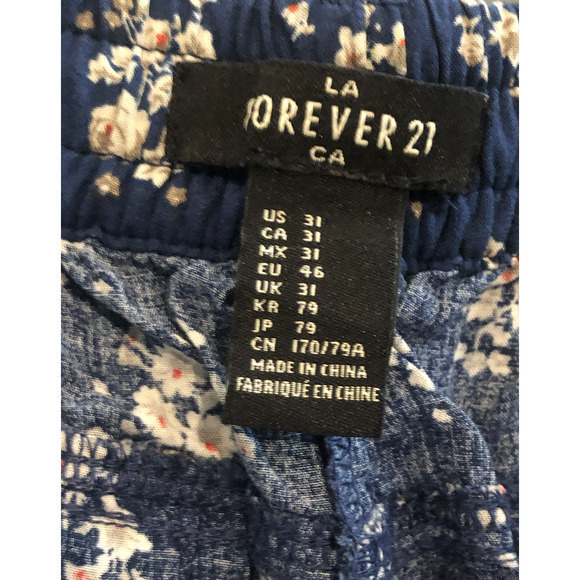 LA
FOREVER 21
CA
US 31
CA 31
MX 31
EU 46
UK 31
KR 79
JP 79
CN 170/79A
MADE IN CHINA
FABRIQUÉ EN CHINE